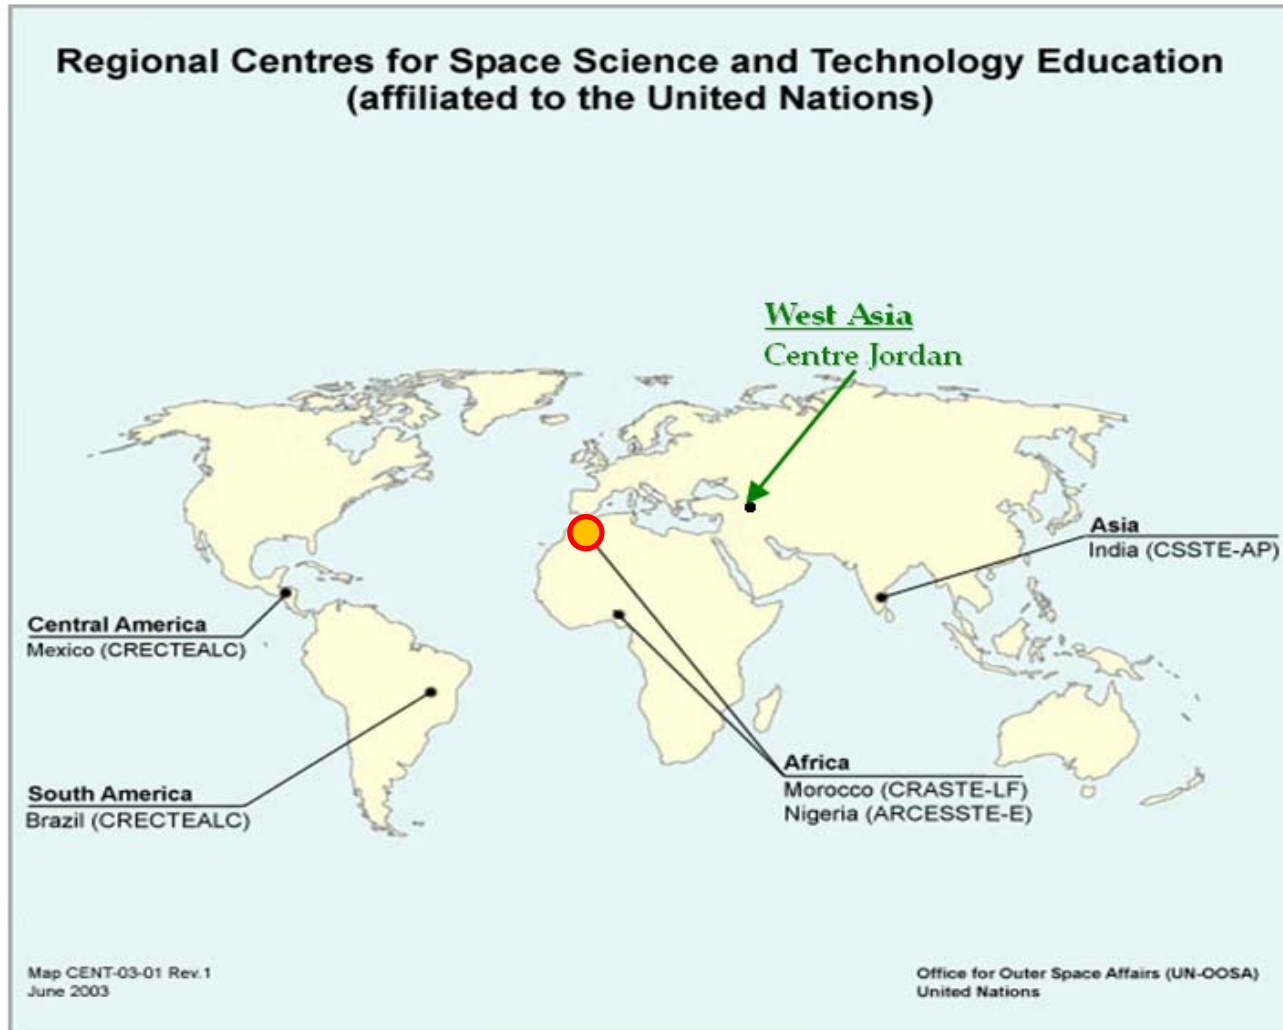 Regional Centres for Space Science and Technology Education
(affiliated to the United Nations)
West Asia
Centre Jordan
Asia
India (CSSTE-AP)
Central America
Mexico (CRECTEALC)
Africa
Morocco (CRASTE-LF)
Nigeria (ARCESSTE-E)
South America
Brazil (CRECTEALC)
Map CENT-03-01 Rev.1
June 2003
Office for Outer Space Affairs (UN-OOSA)
United Nations